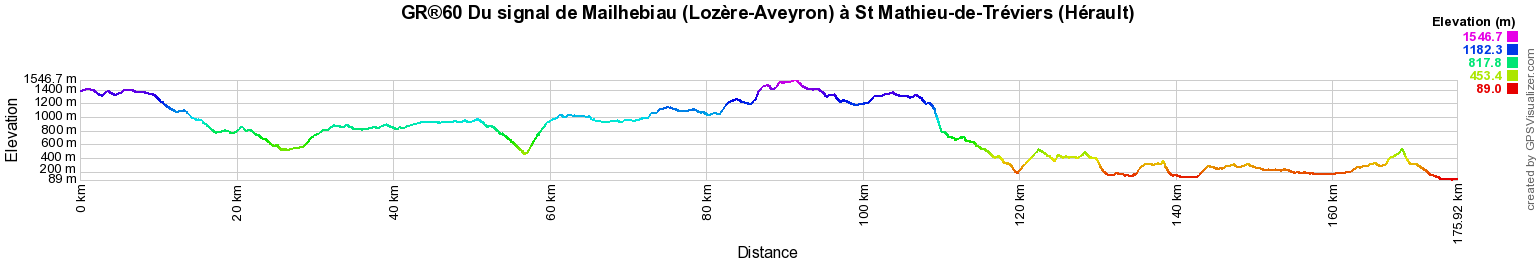 GR®60 Du signal de Mailhebiau (Lozère-Aveyron) à St Mathieu-de-Tréviers (Hérault)
Elevation (m)
1546.7
1182.3
817.8
453.4
89.0
Elevation
1546.7 m
1400 m
1200 m
1000 m
800 m
600 m
400 m
200 m
89 m
0 km
20 km
40 km
60 km
80 km
100 km
120 km
140 km
160 km
175.92 km
Distance
created by GPSVisualizer.com